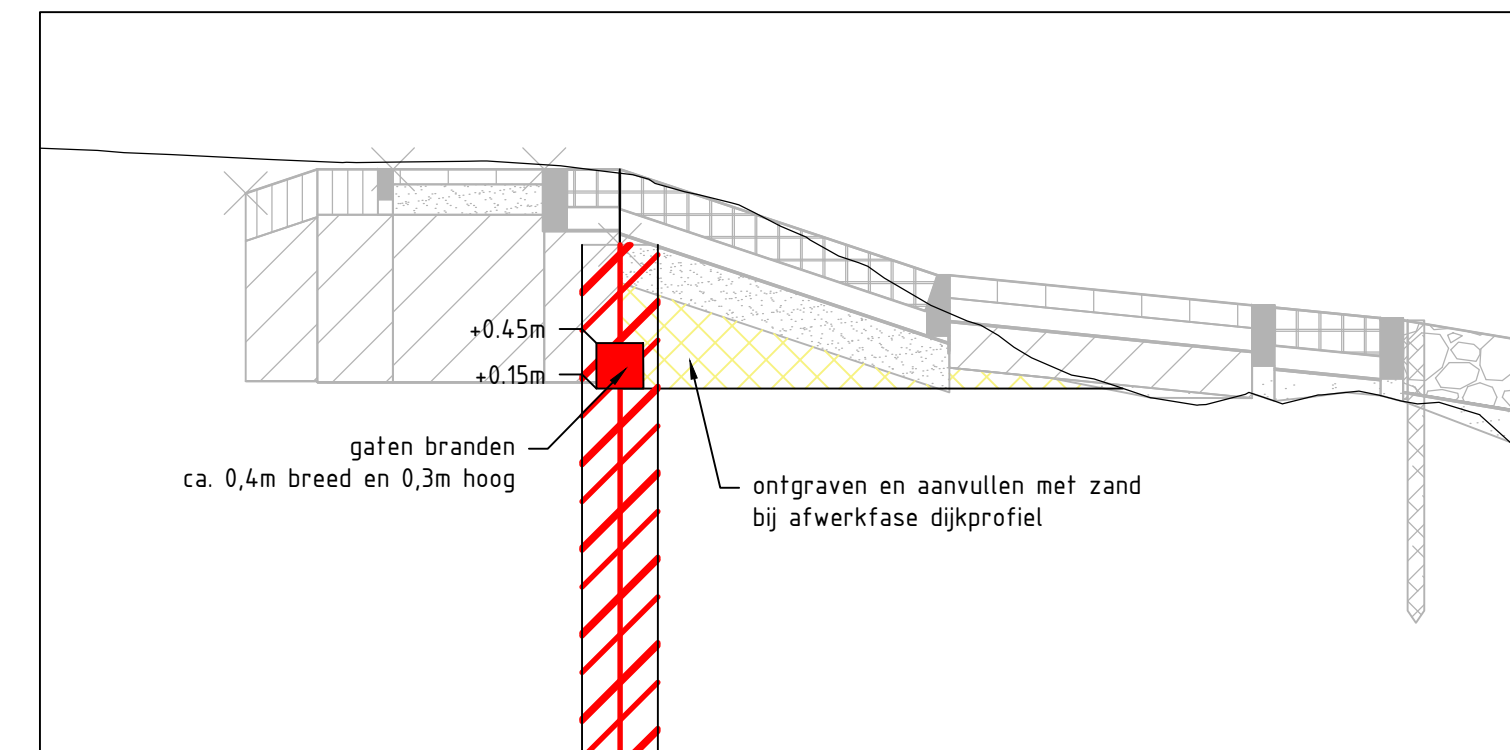 +0.45m
+0.15m
gaten branden
ca. 0,4m breed en 0,3m hoog
ontgraven en aanvullen met zand
bij afwerkfase dijkprofiel